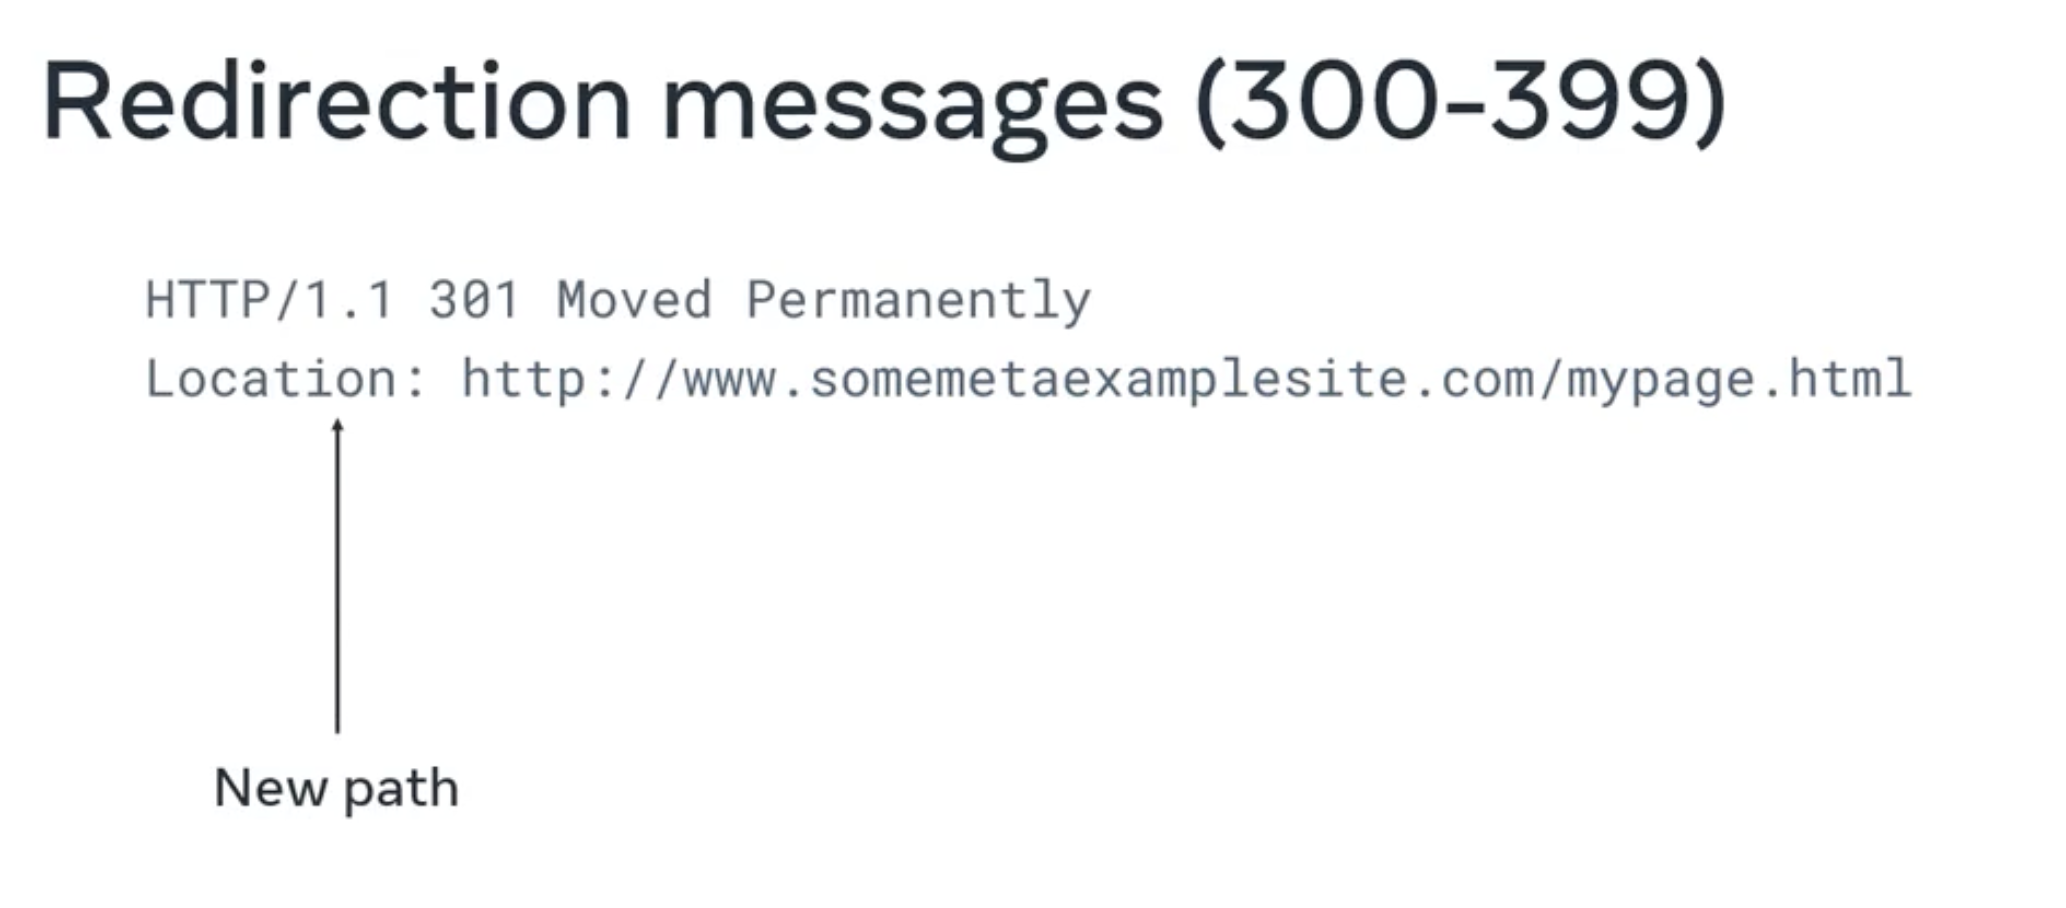 Redirection messages (300-399)
HTTP/1.1 301 Moved Permanently
Location: http://www.somemetaexamplesite.com/mypage.html
New path